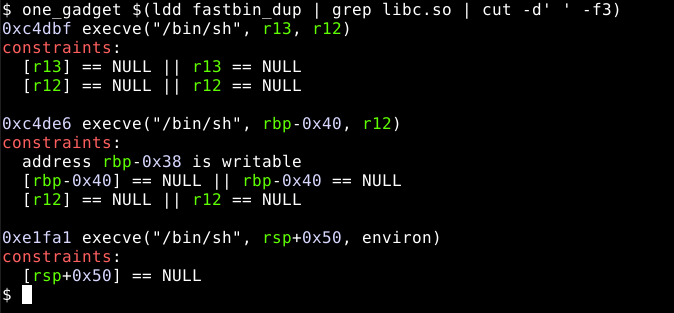 $ one_gadget $(ldd fastbin_dup | grep libc.so | cut -d' ' -f3)
0xc4dbf execve("/bin/sh", r13, r12)
constraints:
  [r13] == NULL || r13 == NULL
  [r12] == NULL || r12 == NULL
0xc4de6 execve("/bin/sh", rbp-0x40, r12)
constraints:
  address rbp-0x38 is writable
  [rbp-0x40] == NULL || rbp-0x40 == NULL
  [r12] == NULL || r12 == NULL
0xe1fa1 execve("/bin/sh", rsp+0x50, environ)
constraints:
  [rsp+0x50] == NULL
$